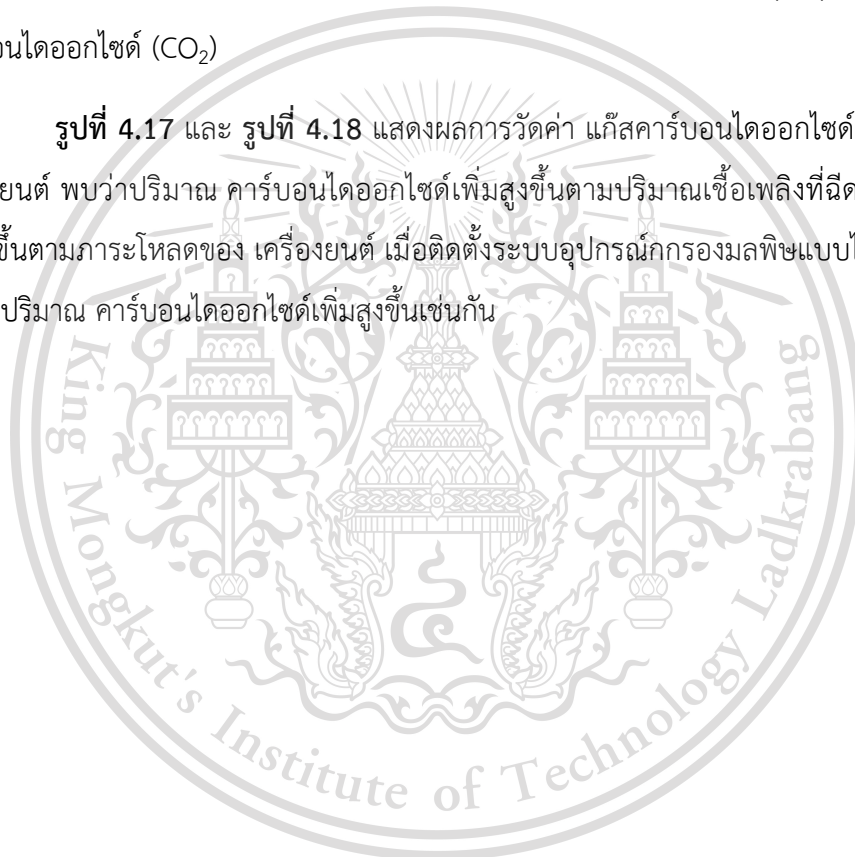 อนไดออกไซด์ (CO₂)
รูปที่ 4.17 และ รูปที่ 4.18 แสดงผลการวัดค่า แก๊สคาร์บอนไดออกไซด์
ยนต์ พบว่าปริมาณ คาร์บอนไดออกไซด์เพิ่มสูงขึ้นตามปริมาณเชื้อเพลิงที่ฉีด
ขึ้นตามภาระโหลดของ เครื่องยนต์ เมื่อติดตั้งระบบอุปกรณ์กกรองมลพิษแบบไ
ปริมาณ คาร์บอนไดออกไซด์เพิ่มสูงขึ้นเช่นกัน
King Mongkut's Institute of Technology Ladkrabang